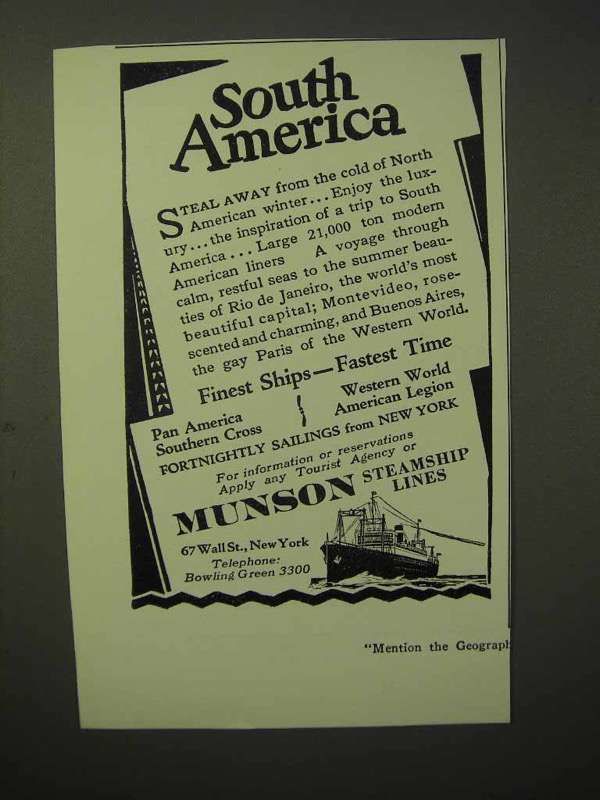 South
America
STEAL AWAY from the cold of North
American winter... Enjoy the lux-
ury... the inspiration of a trip to South
America... Large 21,000 ton modern
American liners A voyage through
calm, restful seas to the summer beau-
ties of Rio de Janeiro, the world's most
beautiful capital; Montevideo, rose-
scented and charming, and Buenos Aires,
the gay Paris of the Western World.
Finest Ships—Fastest Time
Pan America Western World
Southern Cross American Legion
FORTNIGHTLY SAILINGS from NEW YORK
For information or reservations
Apply any Tourist Agency or
MUNSON STEAMSHIP
LINES
67 Wall St., New York
Telephone:
Bowling Green 3300
"Mention the Geograph